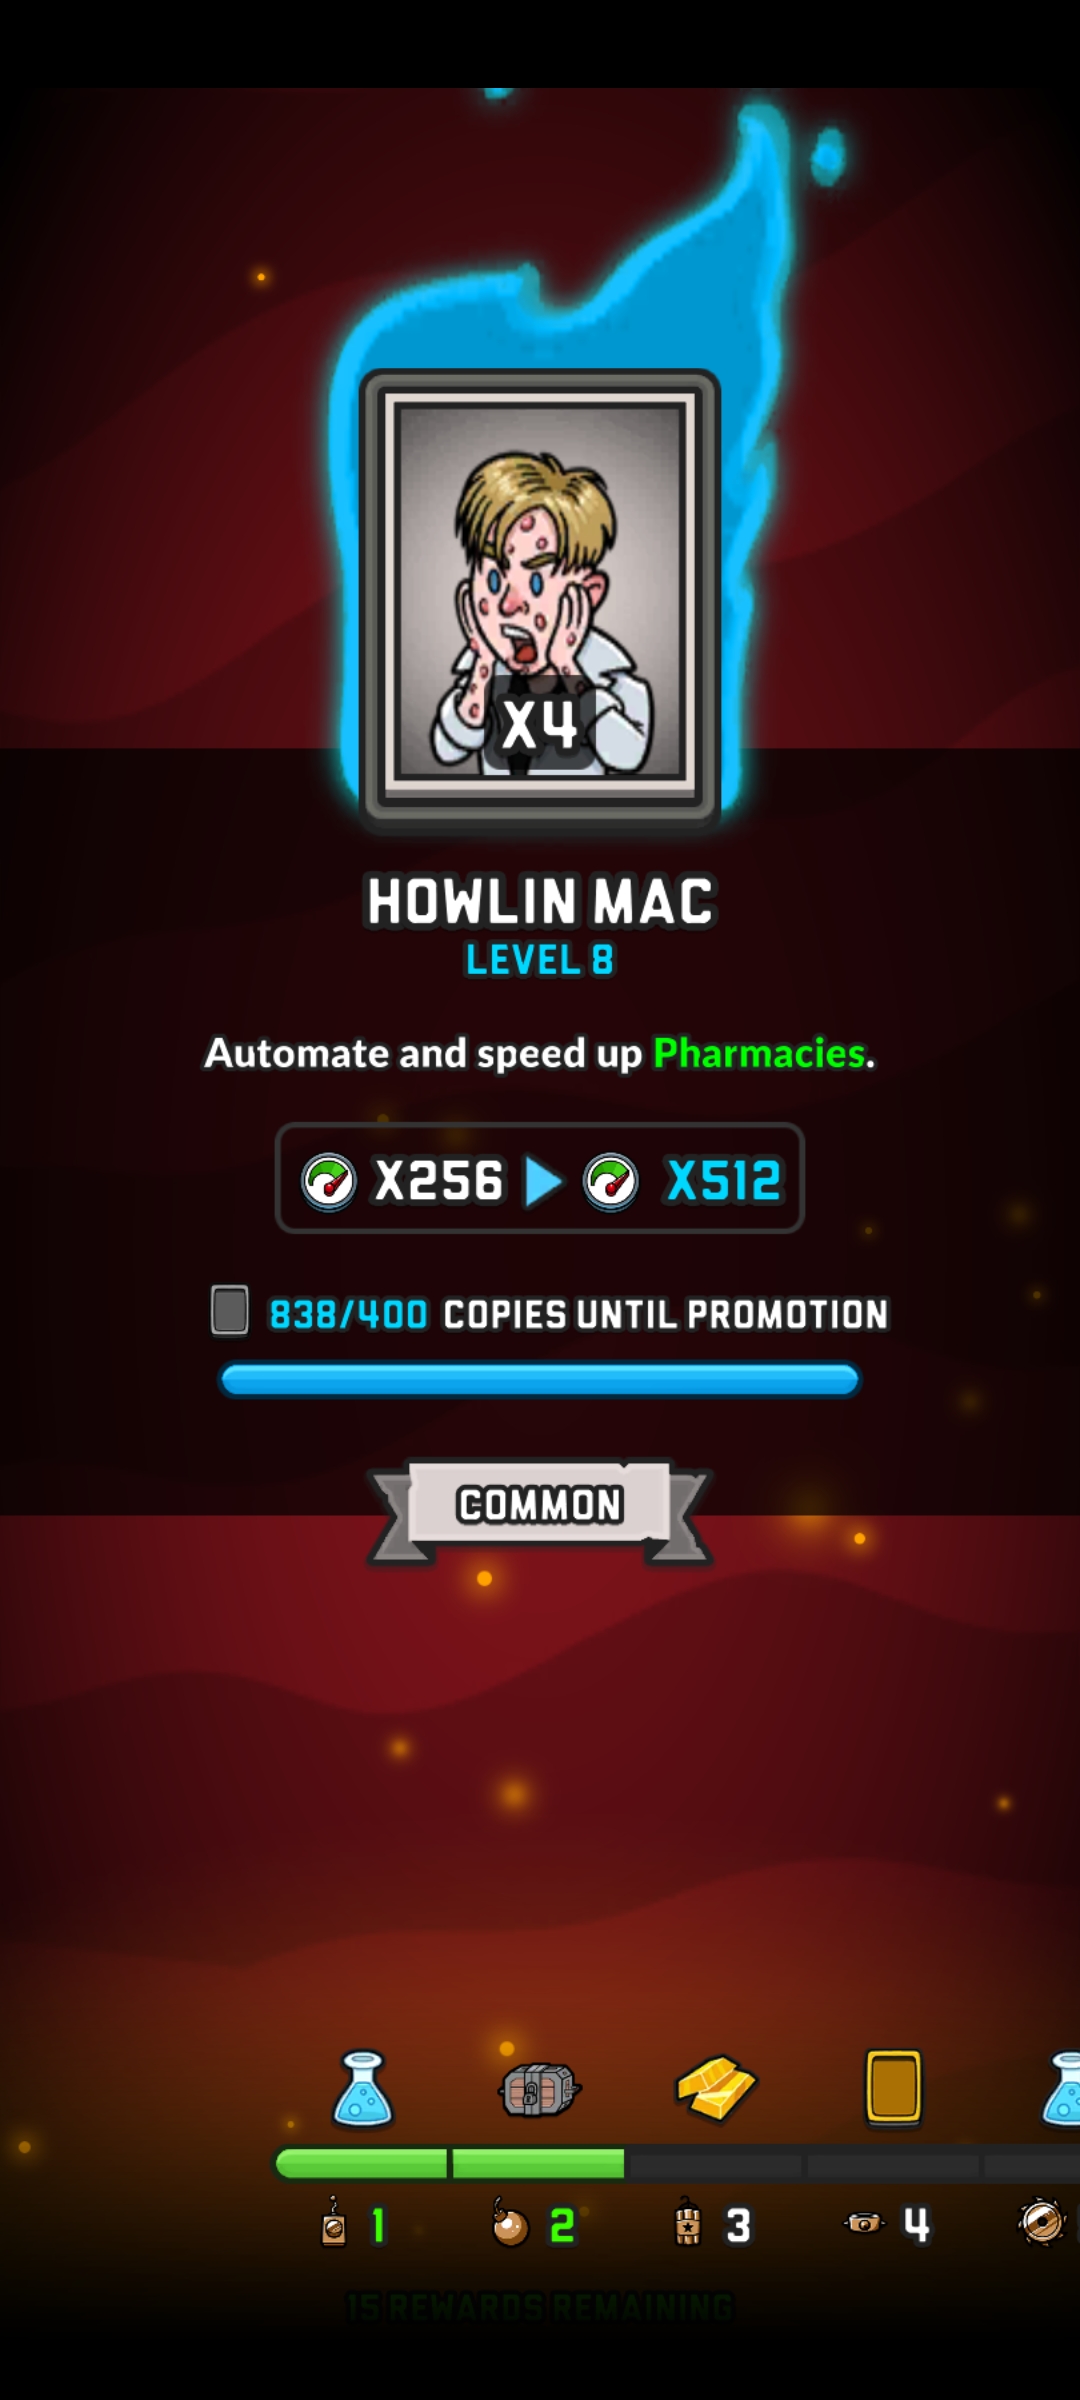 X4
HOWLIN MAC
LEVEL 8
Automate and speed up Pharmacies.
X256 X512
838/400 COPIES UNTIL PROMOTION
COMMON
1 2 3 4
15 REWARDS REMAINING